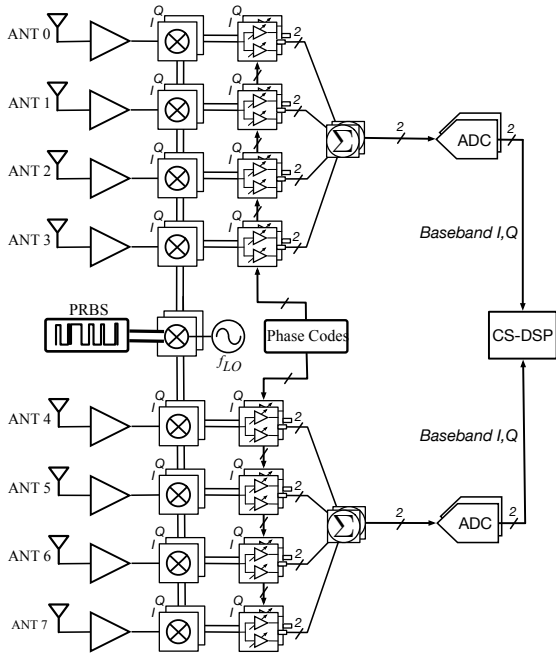 Q
I
Q
2
ANT 0
I
Q
I
Q
2
ANT 1
2
ADC
2
I
Σ
Q
I
Q
2
ANT 2
I
Q
I
Q
2
ANT 3
Baseband I,Q
PRBS
f_LO
Phase Codes
CS-DSP
Q
I
Q
2
ANT 4
I
Baseband I,Q
Q
I
Q
2
ANT 5
I
Σ
2
ADC
2
Q
I
Q
2
ANT 6
I
Q
I
Q
2
ANT 7